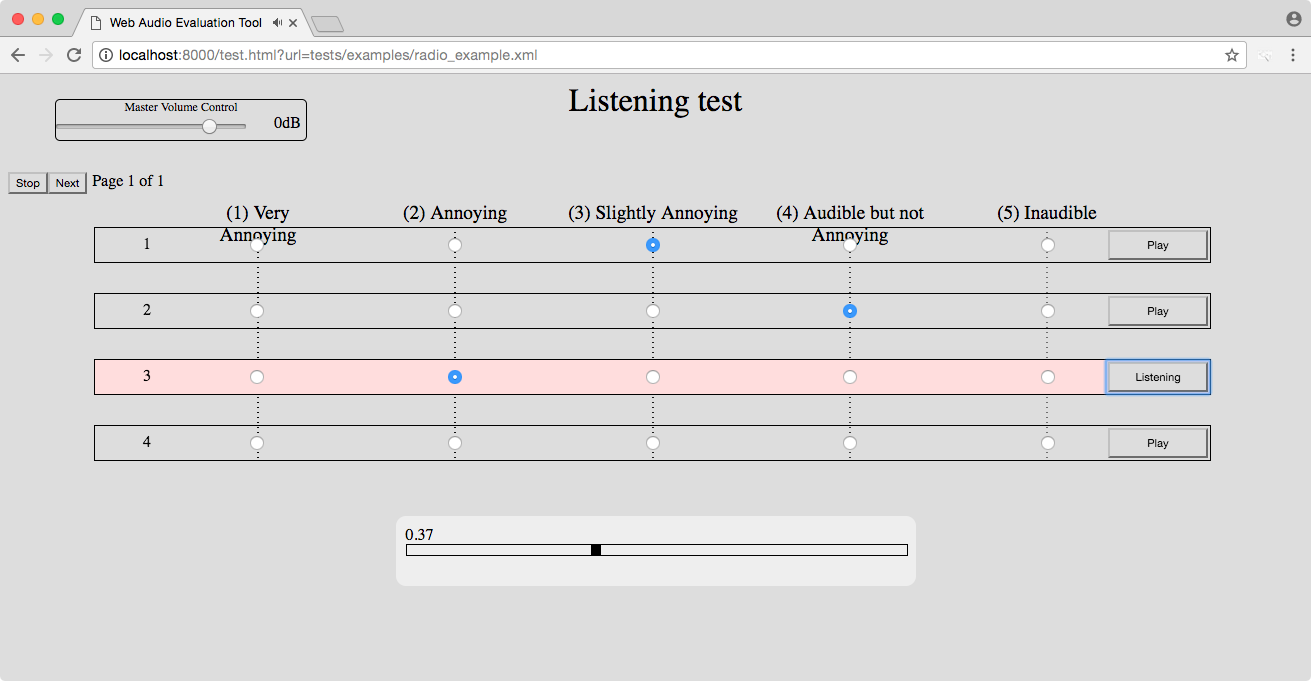 Web Audio Evaluation Tool
localhost:8000/test.html?url=tests/examples/radio_example.xml
Master Volume Control
0dB
Listening test
Stop Next Page 1 of 1
(1) Very (2) Annoying (3) Slightly Annoying (4) Audible but not (5) Inaudible
Annoying Annoying
1 Play
2 Play
3 Listening
4 Play
0.37